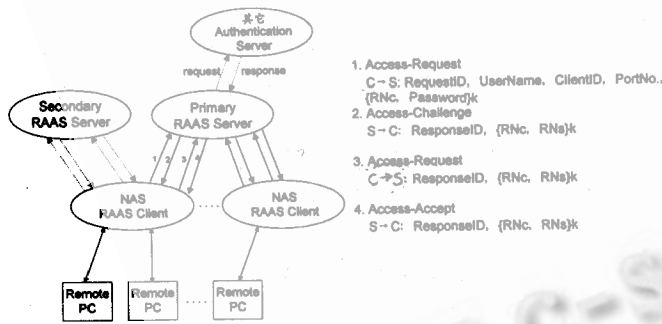 其它
Authentication
Server
request
response
Secondary
RAAS Server
Primary
RAAS Server
1 2 3 4
NAS
RAAS Client
......
NAS
RAAS Client
Remote
PC
Remote
PC
......
Remote
PC
1. Access-Request
C→S: RequestID, UserName, ClientID, PortNo.,
{RNc, Password}k
2. Access-Challenge
S→C: ResponseID, {RNc, RNs}k
3. Access-Request
C→S: ResponseID, {RNc, RNs}k
4. Access-Accept
S→C: ResponseID, {RNc, RNs}k